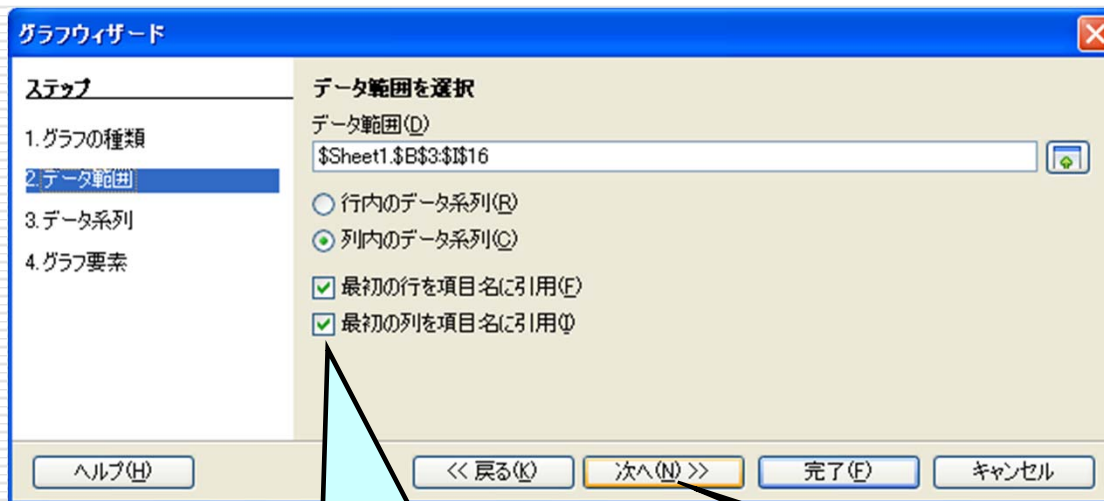 グラフウィザード
ステップ
1.グラフの種類
2.データ範囲
3.データ系列
4.グラフ要素
データ範囲を選択
データ範囲(D)
$Sheet1.$B$3:$I$16
行内のデータ系列(R)
列内のデータ系列(C)
最初の行を項目名に引用(F)
最初の列を項目名に引用(I)
ヘルプ(H)
<< 戻る(K)
次へ(N) >>
完了(F)
キャンセル